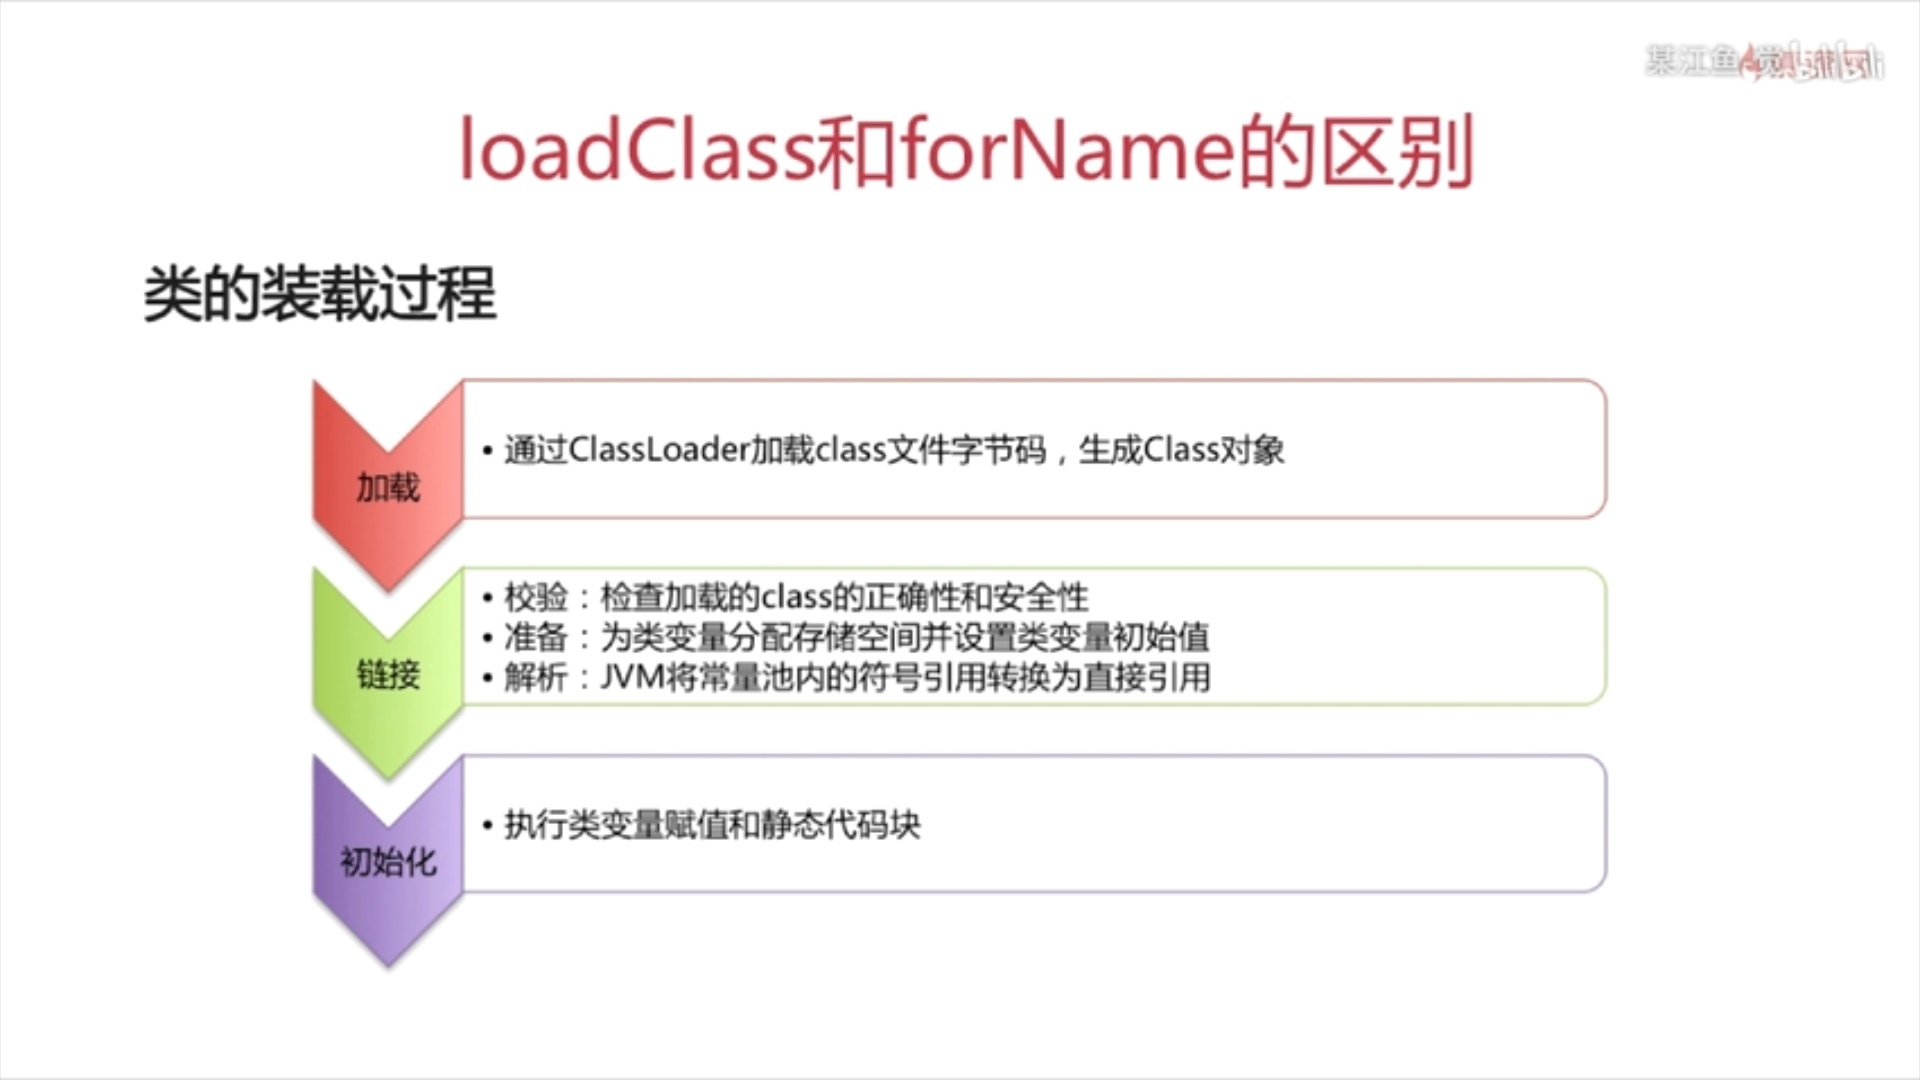 某江鱼
bilibili
loadClass和forName的区别
类的装载过程
加载
• 通过ClassLoader加载class文件字节码，生成Class对象
链接
• 校验：检查加载的class的正确性和安全性
• 准备：为类变量分配存储空间并设置类变量初始值
• 解析：JVM将常量池内的符号引用转换为直接引用
初始化
• 执行类变量赋值和静态代码块